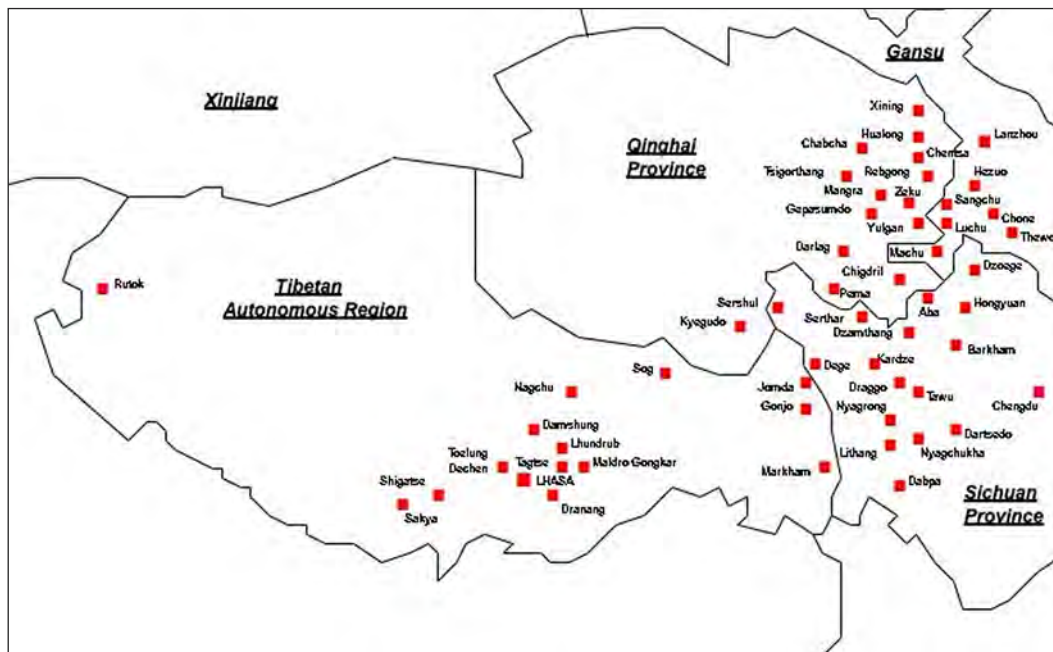 Gansu
Xinjiang
Xining
Hualong
Lanzhou
Chabcha
Chentsa
Qinghai
Province
Tsigorthang
Rebgong
Hezuo
Mangra
Zeku
Sangchu
Gepasumdo
Chone
Yulgan
Luchu
Thewo
Darlag
Machu
Dzoege
Chigdril
Rutok
Tibetan
Autonomous Region
Pema
Sershul
Aba
Hongyuan
Kyegudo
Serthar
Dzamthang
Barkham
Dege
Kardze
Sog
Jomda
Draggo
Nagchu
Tawu
Chengdu
Gonjo
Nyagrong
Damshung
Dartsedo
Lhundrub
Lithang
Nyagchukha
Toelung
Dechen
Tagtse
Maldro Gongkar
Markham
Shigatse
LHASA
Dabpa
Sichuan
Province
Dranang
Sakya